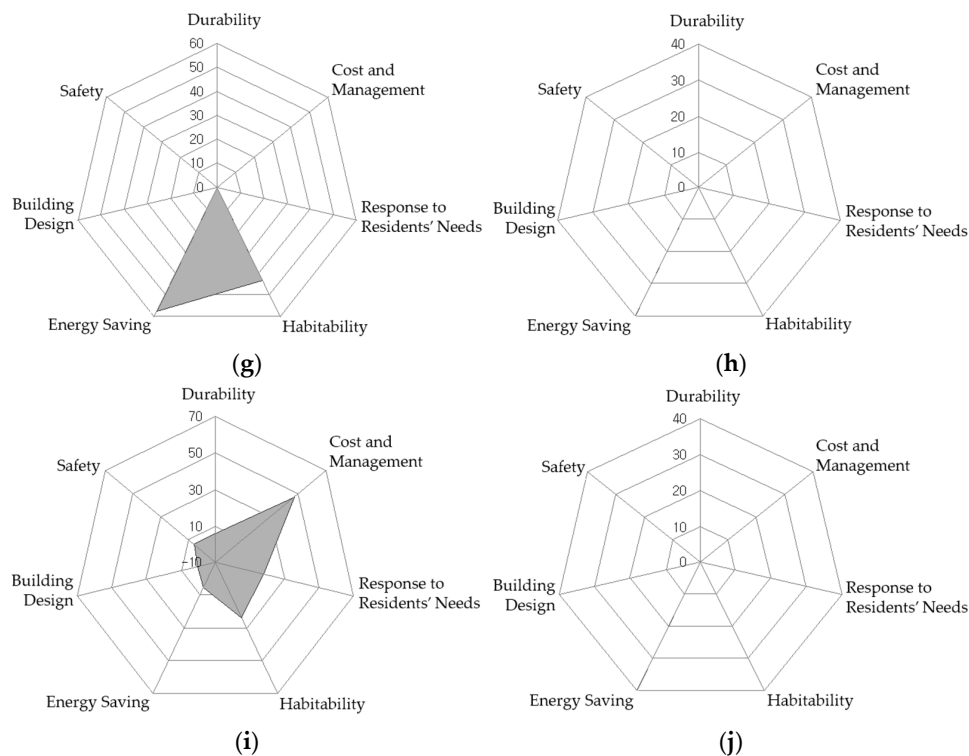 Durability
60
50
40
30
20
10
0
Cost and
Management
Response to
Residents' Needs
Habitability
Energy Saving
Building
Design
Safety
(g)
Durability
40
30
20
10
0
Cost and
Management
Response to
Residents' Needs
Habitability
Energy Saving
Building
Design
Safety
(h)
Durability
70
50
30
10
−10
Cost and
Management
Response to
Residents' Needs
Habitability
Energy Saving
Building
Design
Safety
(i)
Durability
40
30
20
10
0
Cost and
Management
Response to
Residents' Needs
Habitability
Energy Saving
Building
Design
Safety
(j)